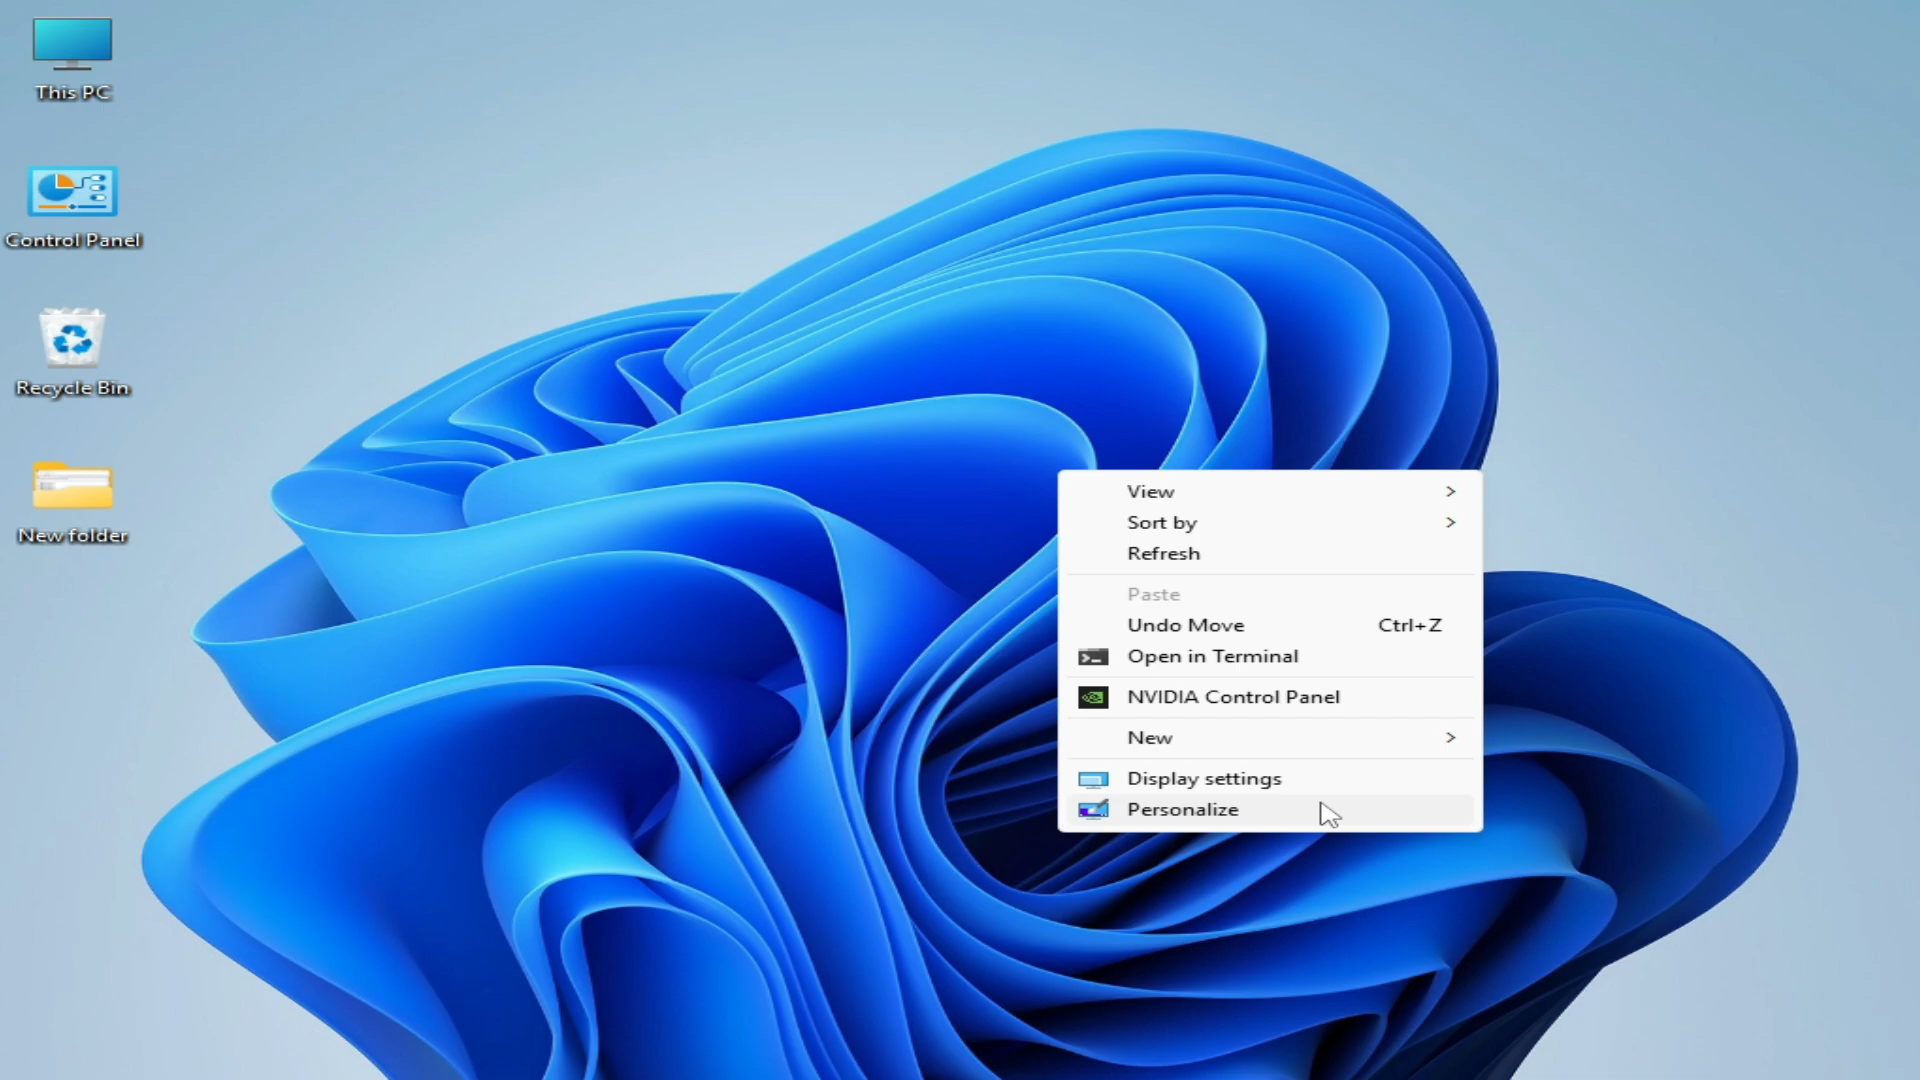 This PC
Control Panel
Recycle Bin
New folder
View
Sort by
Refresh
Paste
Undo Move Ctrl+Z
Open in Terminal
NVIDIA Control Panel
New
Display settings
Personalize